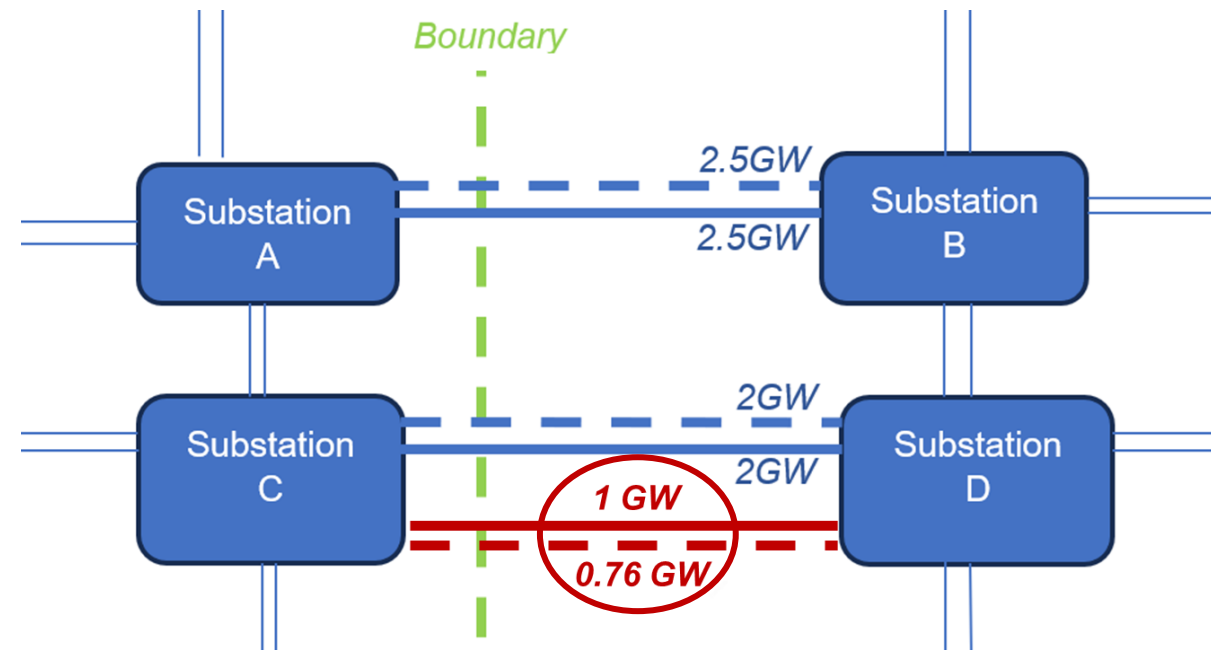 Boundary
2.5GW
Substation
A
Substation
B
2.5GW
2GW
Substation
C
Substation
D
2GW
1 GW
0.76 GW